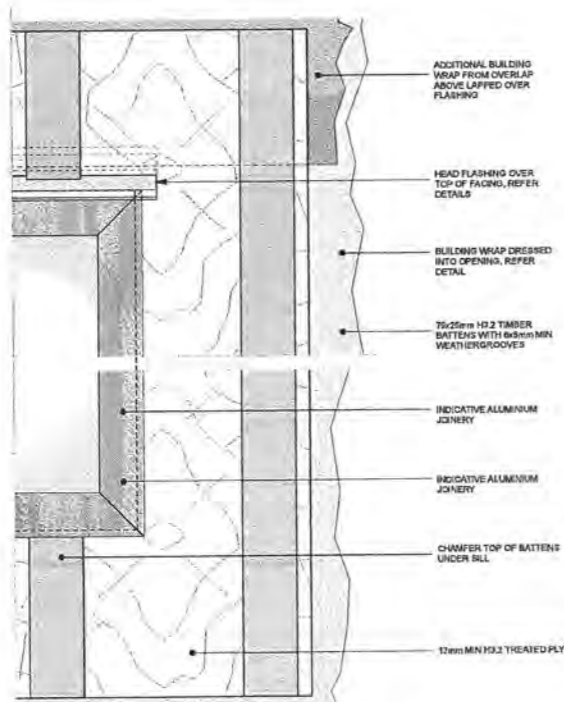 ADDITIONAL BUILDING
WRAP FROM OVERLAP
ABOVE LAPPED OVER
FLASHING
HEAD FLASHING OVER
TOP OF FACING, REFER
DETAILS
BUILDING WRAP DRESSED
INTO OPENING, REFER
DETAIL
75x25mm H3.2 TIMBER
BATTENS WITH 6x6mm MIN
WEATHERGROOVES
INDICATIVE ALUMINIUM
JOINERY
INDICATIVE ALUMINIUM
JOINERY
CHAMFER TOP OF BATTENS
UNDER SILL
12mm MIN H3.2 TREATED PLY